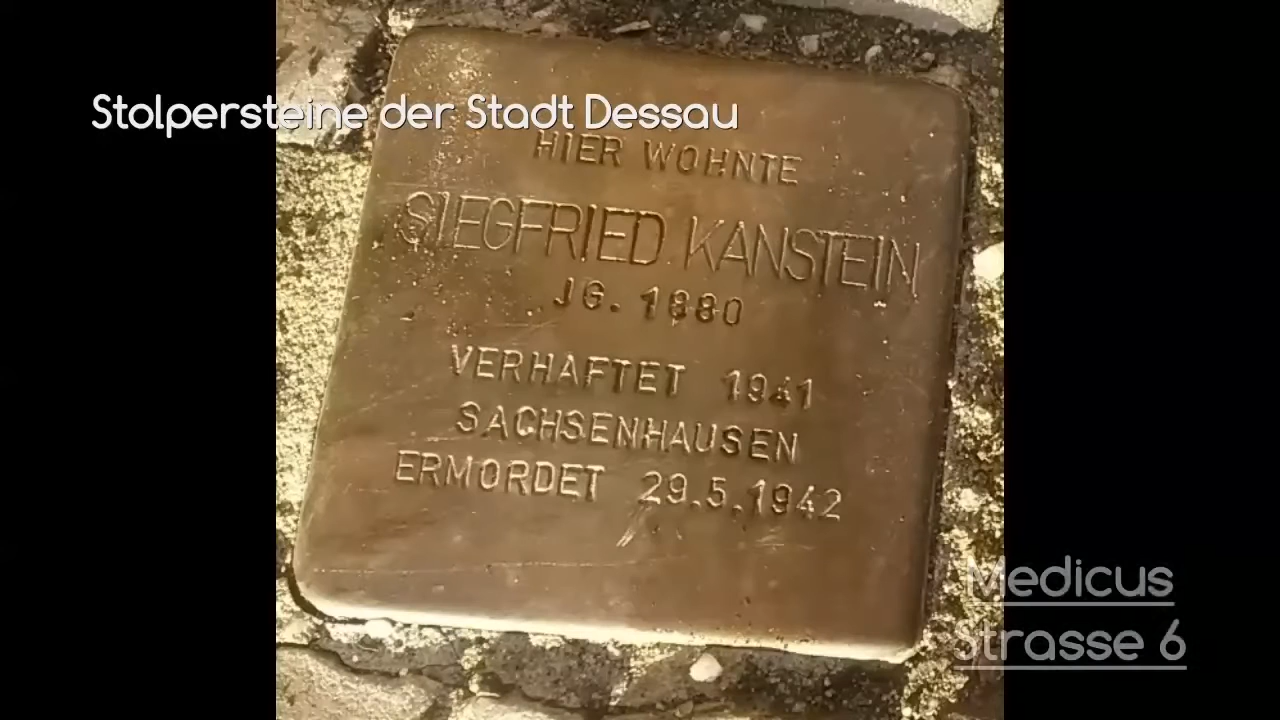 Stolpersteine der Stadt Dessau
HIER WOHNTE
SIEGFRIED KANSTEIN
JG. 1880
VERHAFTET 1941
SACHSENHAUSEN
ERMORDET 29.5.1942
Medicus
Strasse 6